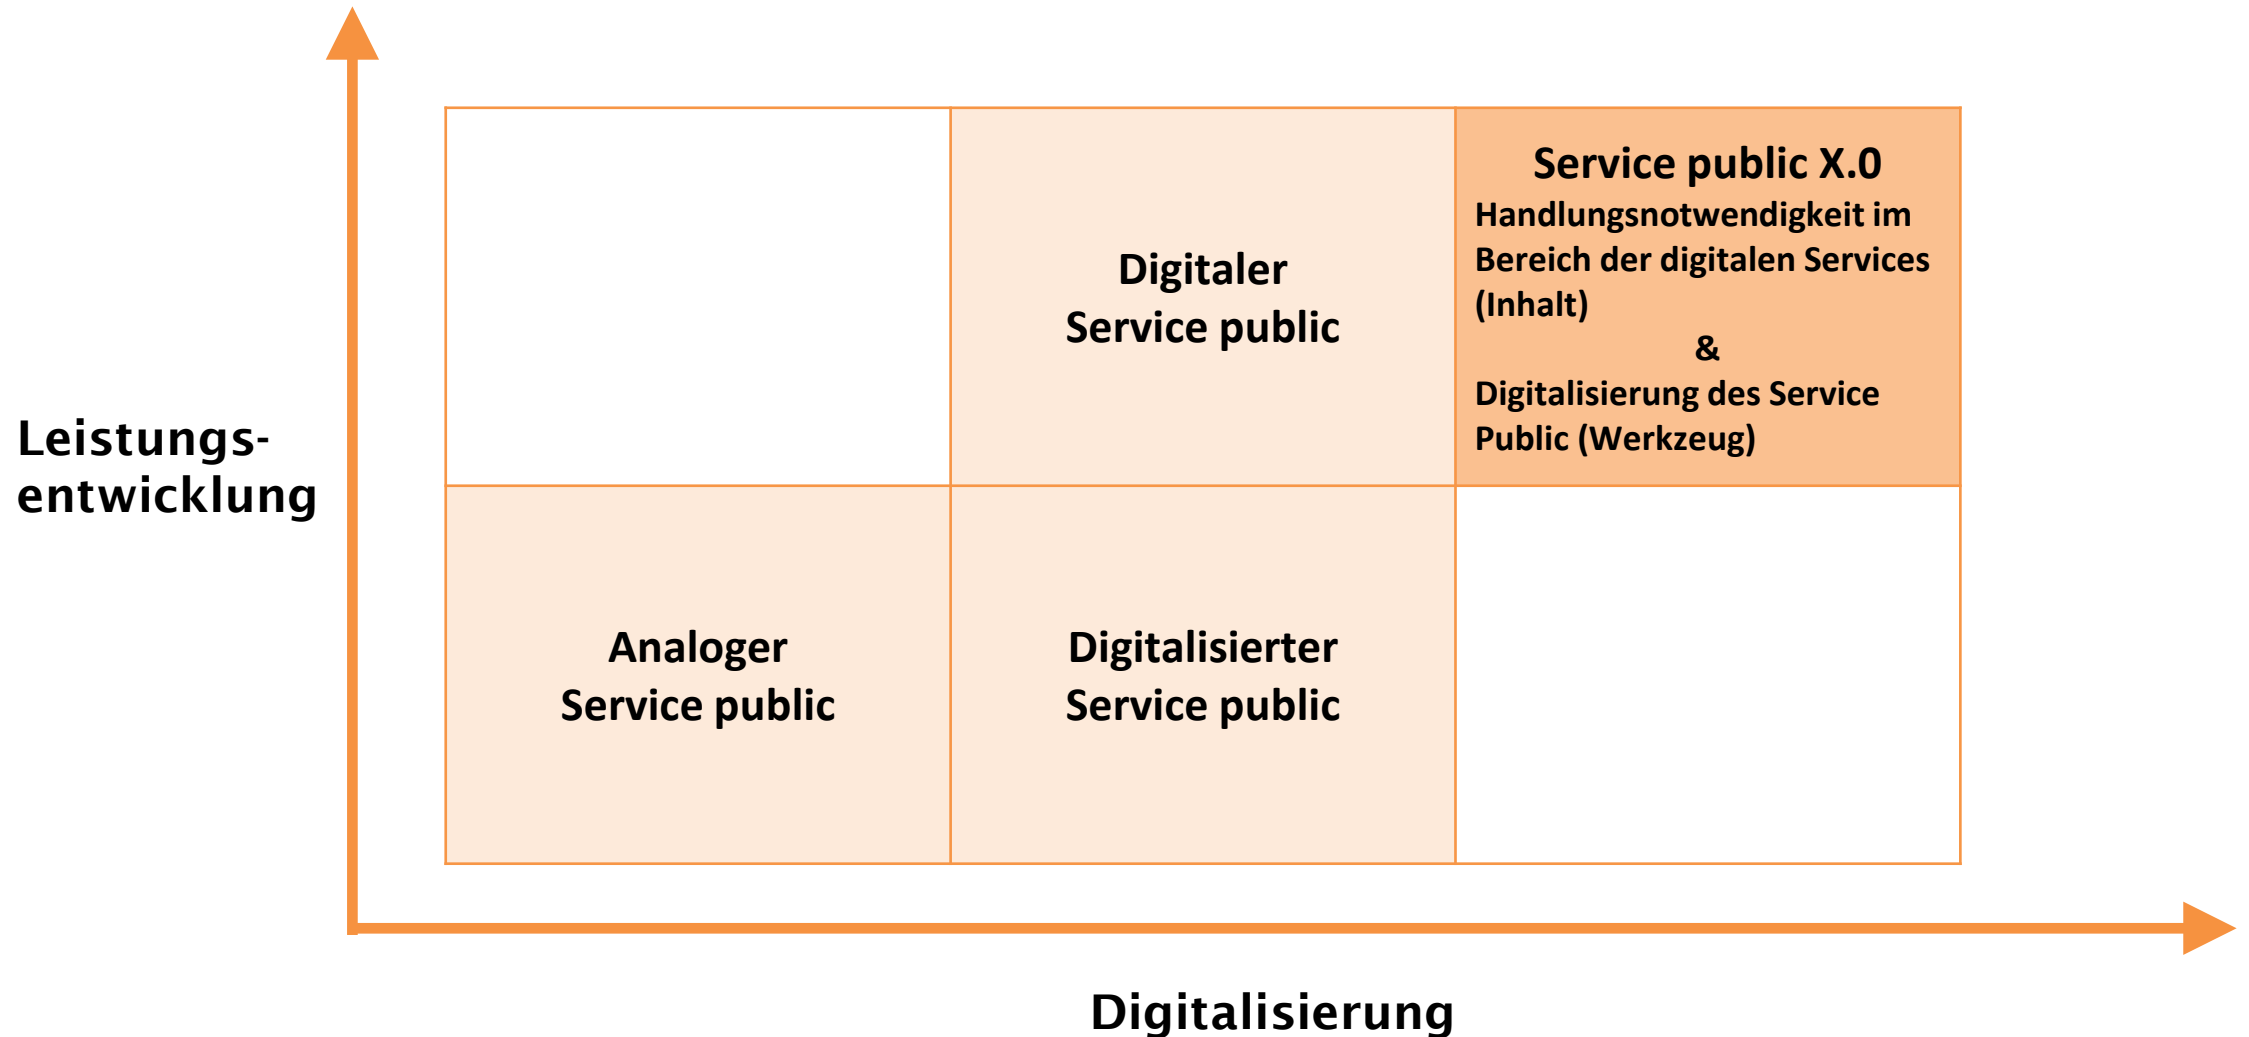 Leistungs-
entwicklung
Digitaler
Service public
Service public X.0
Handlungsnotwendigkeit im
Bereich der digitalen Services
(Inhalt)
&
Digitalisierung des Service
Public (Werkzeug)
Analoger
Service public
Digitalisierter
Service public
Digitalisierung